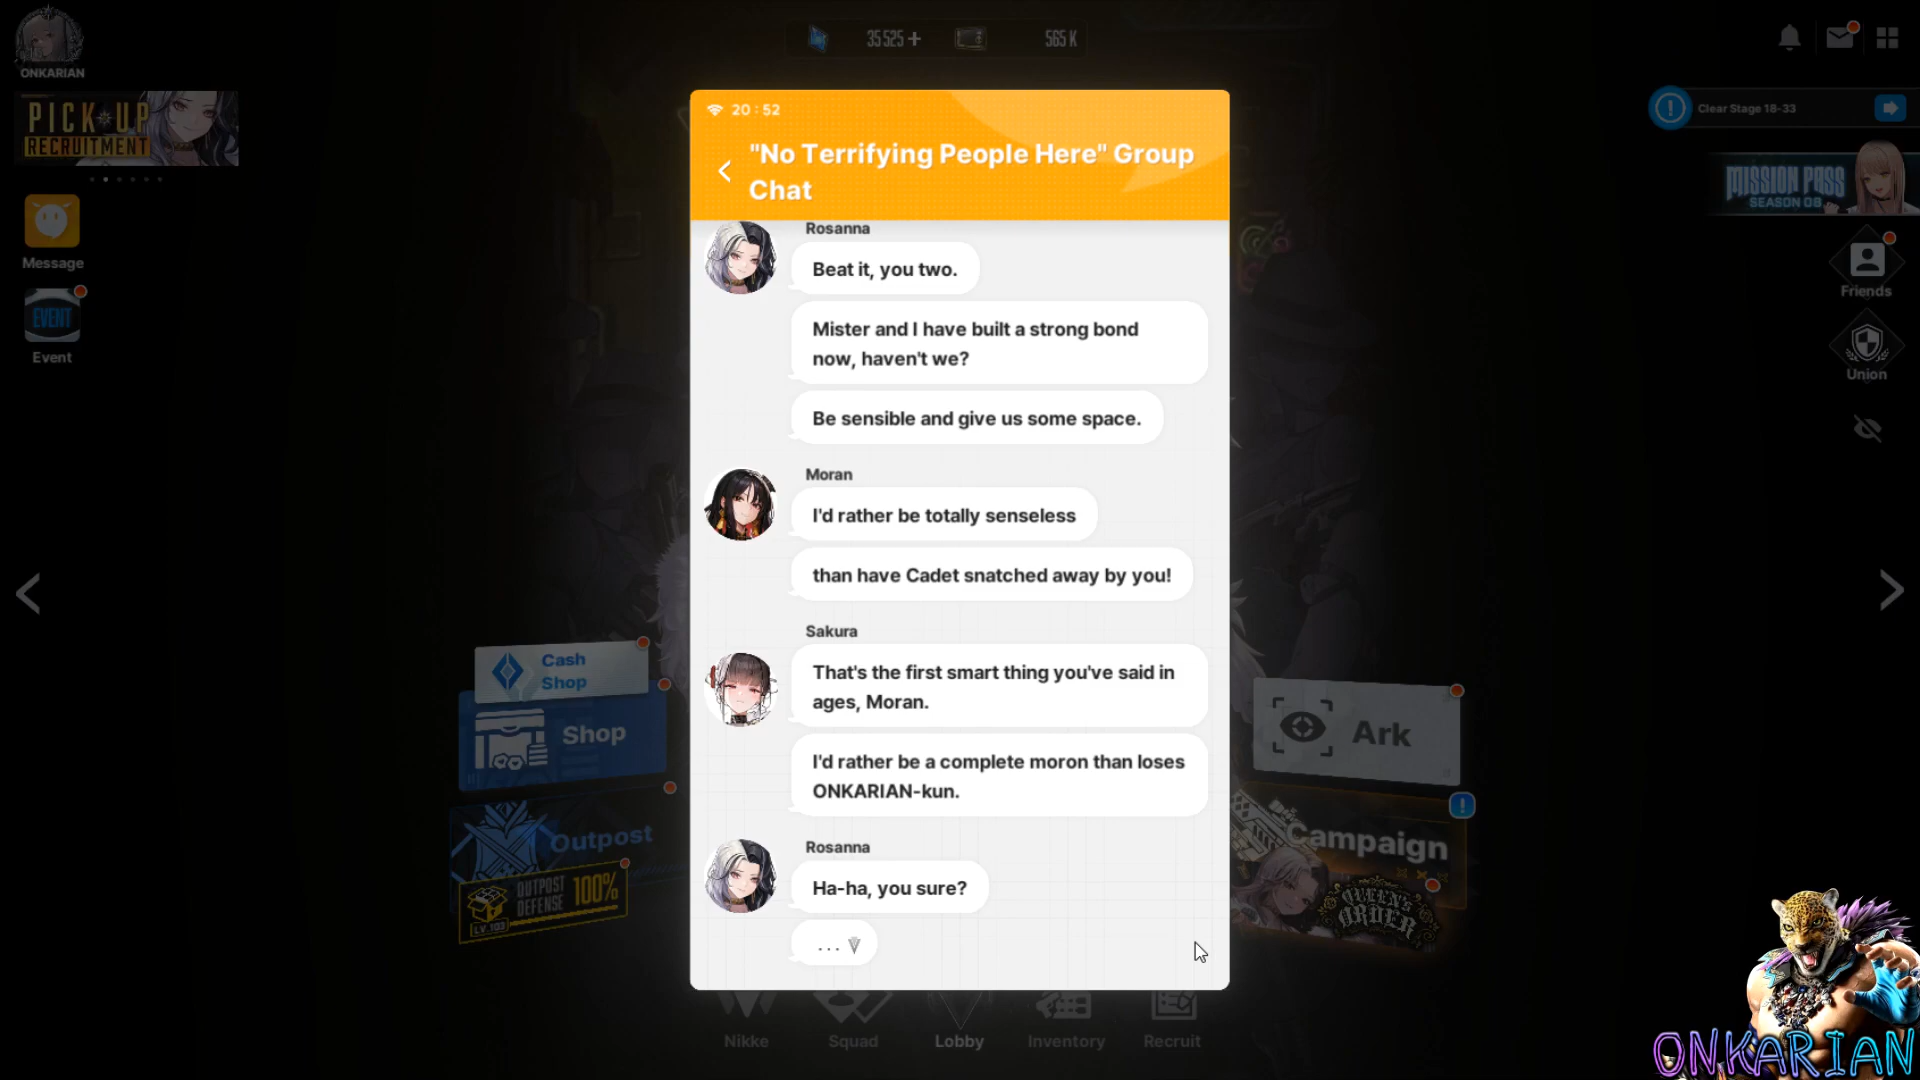 35525+
565 K
ONKARIAN
PICK UP
RECRUITMENT
Clear Stage 18-33
MISSION PASS
SEASON 08
Message
EVENT
Event
Friends
Union
20 : 52
"No Terrifying People Here" Group
Chat
Rosanna
Beat it, you two.
Mister and I have built a strong bond
now, haven't we?
Be sensible and give us some space.
Moran
I'd rather be totally senseless
than have Cadet snatched away by you!
Sakura
That's the first smart thing you've said in
ages, Moran.
I'd rather be a complete moron than loses
ONKARIAN-kun.
Rosanna
Ha-ha, you sure?
...
Cash
Shop
Shop
Outpost
OUTPOST
DEFENSE 100%
LV.103
Ark
Campaign
QUEEN'S
ORDER
Nikke
Squad
Lobby
Inventory
Recruit
ONKARIAN